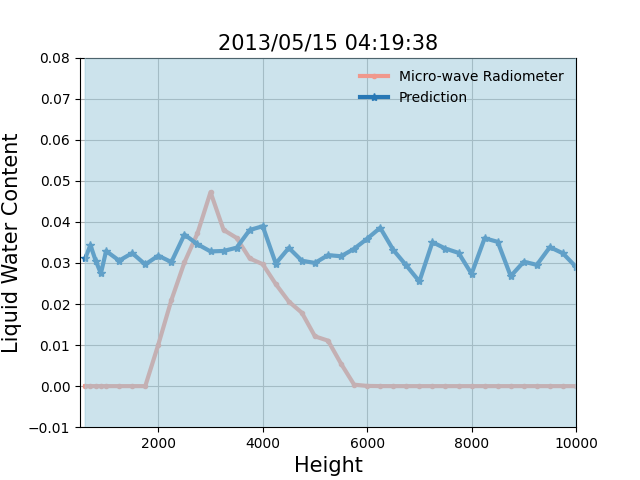 2013/05/15 04:19:38
Micro-wave Radiometer
Prediction
Liquid Water Content
0.08
0.07
0.06
0.05
0.04
0.03
0.02
0.01
0.00
−0.01
2000 4000 6000 8000 10000
Height